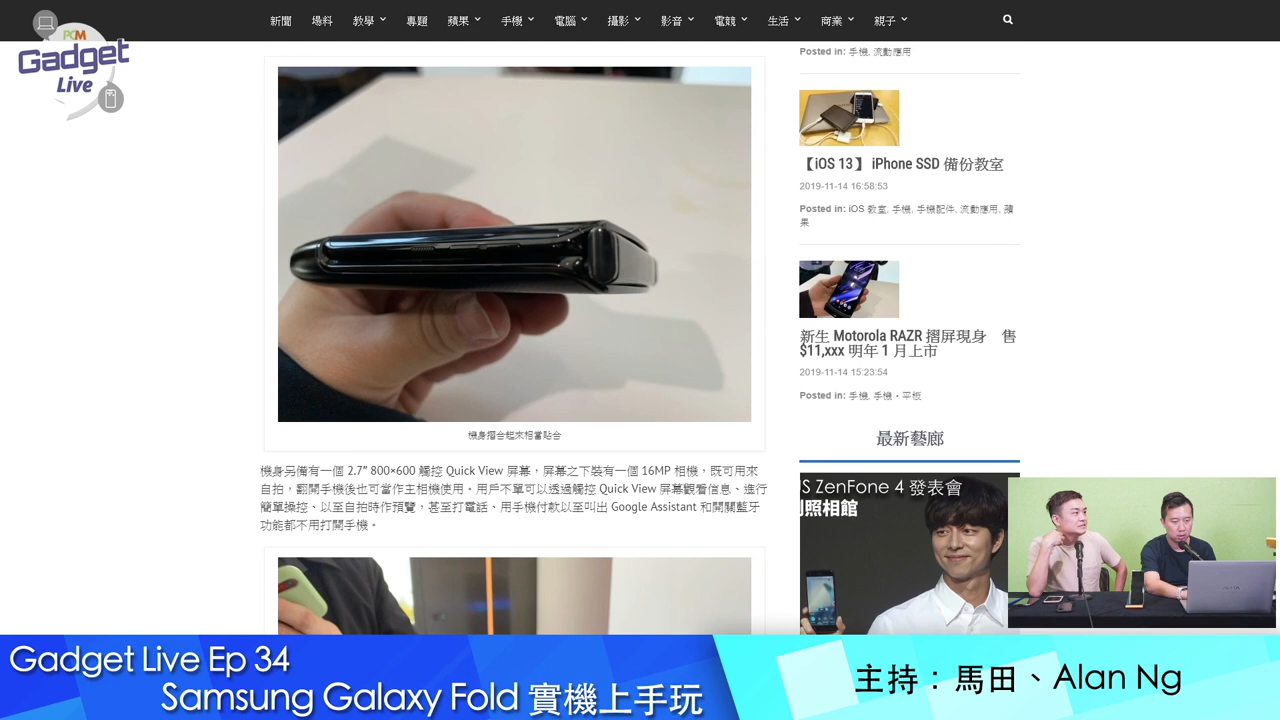 PCM
Gadget
Live
新聞 場料 教學 專題 蘋果 手機 電腦 攝影 影音 電競 生活 商業 親子
機身摺合起來相當貼合
機身另備有一個 2.7″ 800×600 觸控 Quick View 屏幕，屏幕之下裝有一個 16MP 相機，既可用來
自拍，翻開手機後也可當作主相機使用。用戶不單可以透過觸控 Quick View 屏幕觀看信息、進行
簡單操控、以至自拍時作預覽，甚至打電話、用手機付款以至叫出 Google Assistant 和開關藍牙
功能都不用打開手機。
Posted in: 手機, 流動應用
【iOS 13】 iPhone SSD 備份教室
2019-11-14 16:58:53
Posted in: iOS 教室, 手機, 手機配件, 流動應用, 蘋
果
新生 Motorola RAZR 摺屏現身　售
$11,xxx 明年 1 月上市
2019-11-14 15:23:54
Posted in: 手機, 手機・平板
最新藝廊
S ZenFone 4 發表會
照相館
Gadget Live Ep 34
Samsung Galaxy Fold 實機上手玩
主持：馬田、Alan Ng